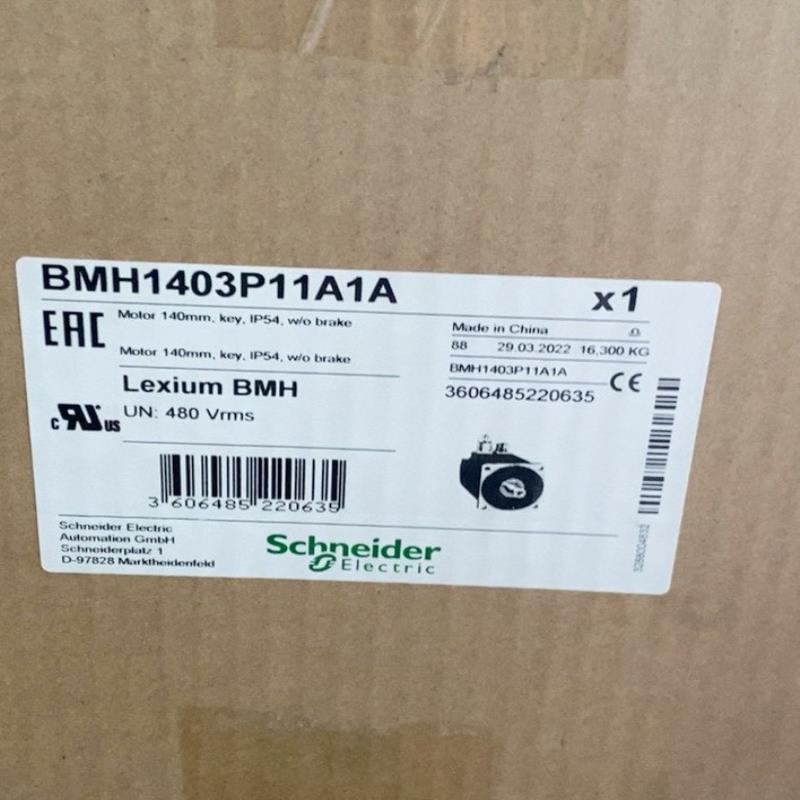 BMH1403P11A1A
x1
EAC
Motor 140mm, key, IP54, w/o brake
Motor 140mm, key, IP54, w/o brake
Made in China
88 29.03.2022 16,300 KG
BMH1403P11A1A
CE
3606485220635
Lexium BMH
c RU us
UN: 480 Vrms
3 606485 220635
Schneider Electric
Automation GmbH
Schneiderplatz 1
D-97828 Marktheidenfeld
Schneider
Electric